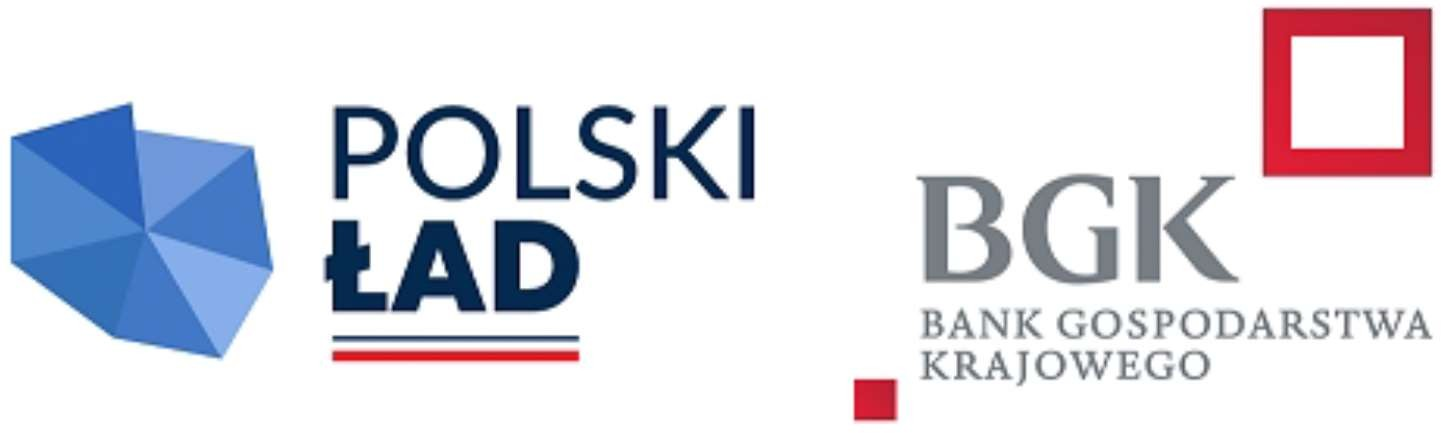 POLSKI
ŁAD
BGK
BANK GOSPODARSTWA
KRAJOWEGO